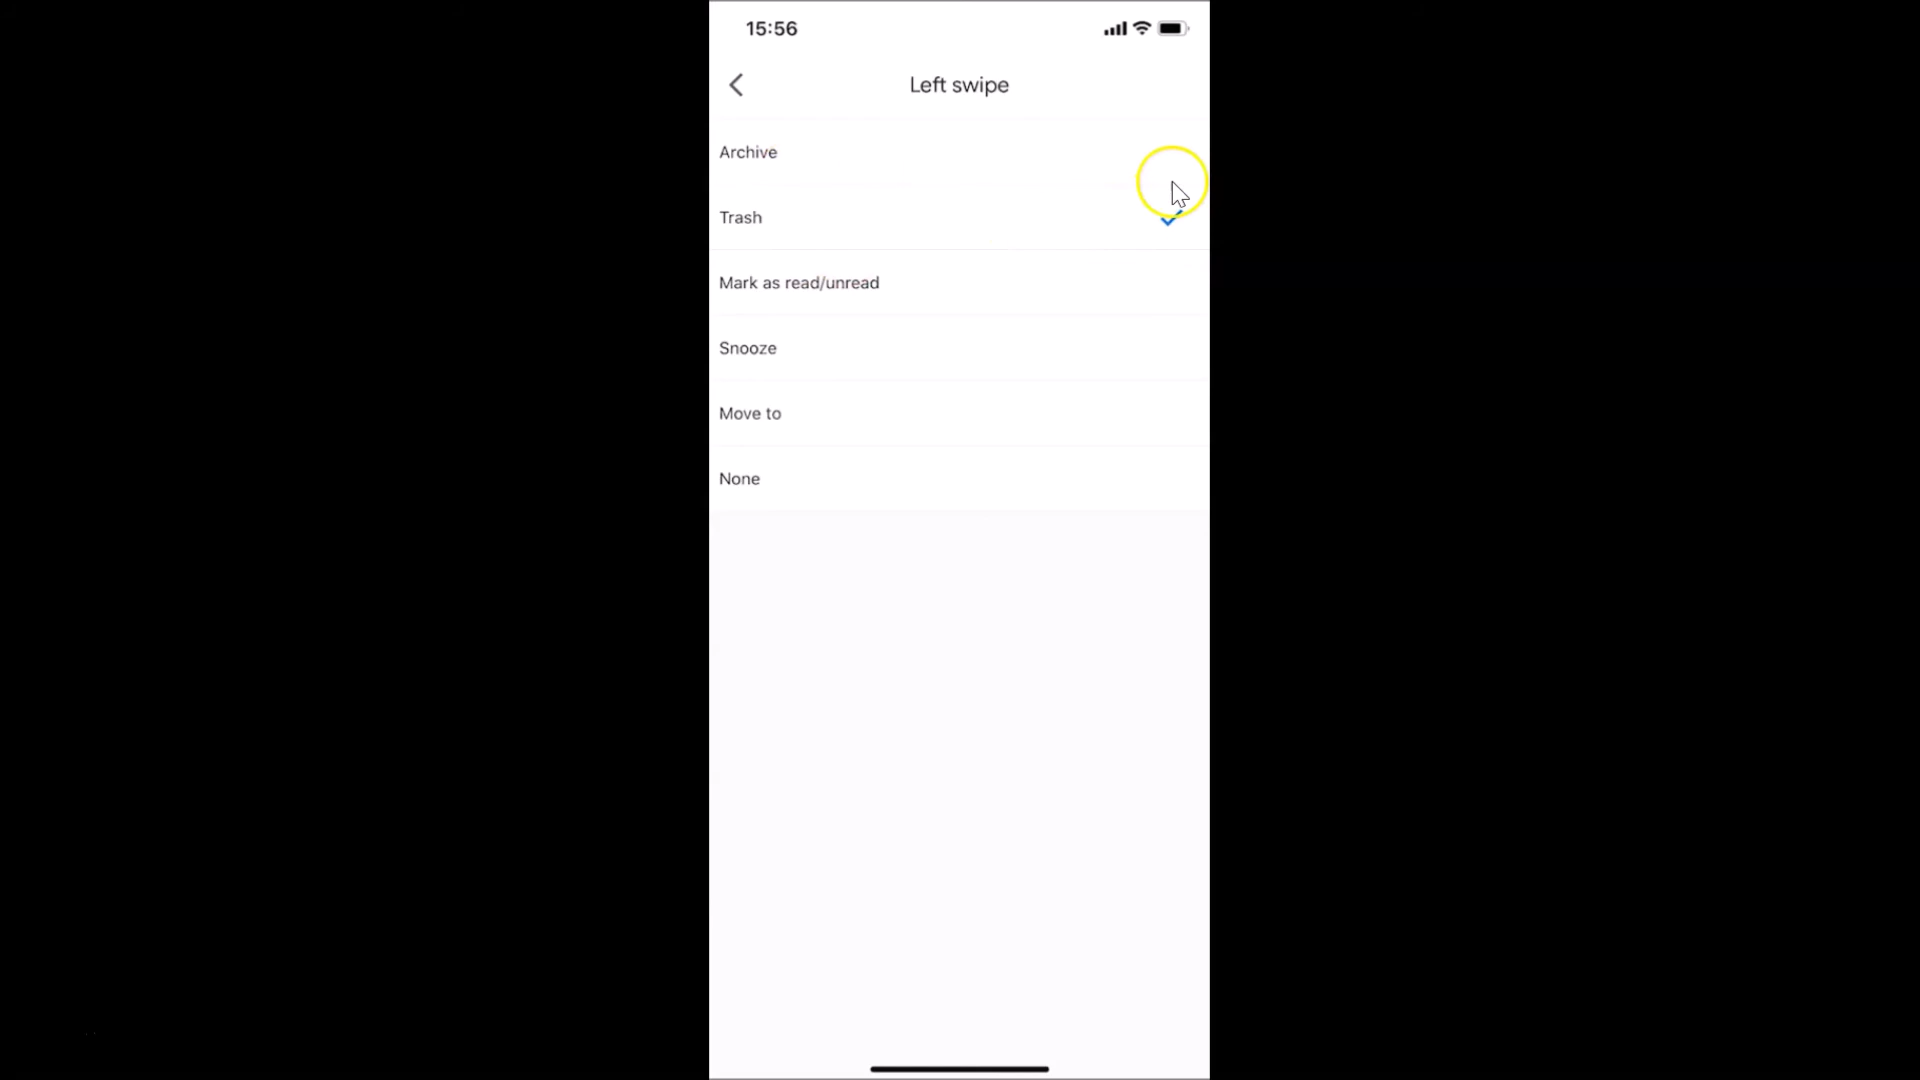 15:56
Left swipe
Archive
Trash
Mark as read/unread
Snooze
Move to
None